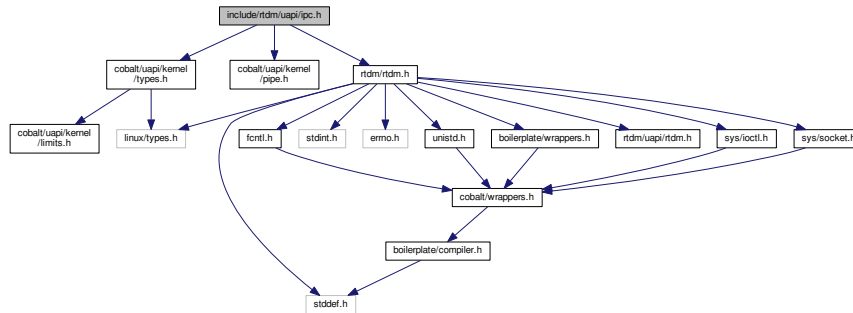 include/rtdm/uapi/ipc.h
cobalt/uapi/kernel
/types.h
cobalt/uapi/kernel
/pipe.h
rtdm/rtdm.h
cobalt/uapi/kernel
/limits.h
linux/types.h
fcntl.h
stdint.h
errno.h
unistd.h
boilerplate/wrappers.h
rtdm/uapi/rtdm.h
sys/ioctl.h
sys/socket.h
cobalt/wrappers.h
boilerplate/compiler.h
stddef.h